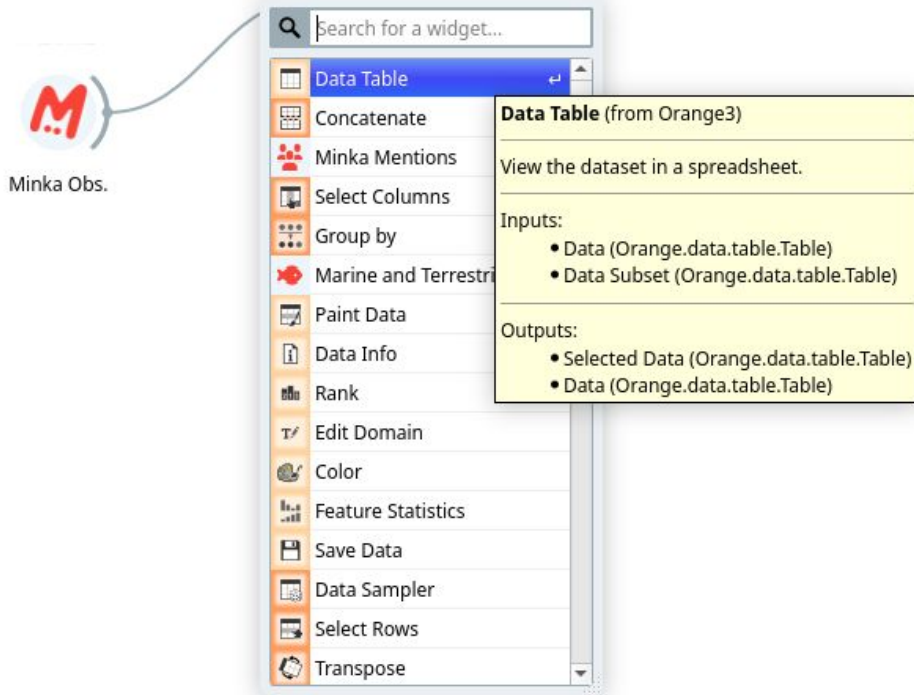 Search for a widget...
Minka Obs.
Data Table
Concatenate
Minka Mentions
Select Columns
Group by
Marine and Terrestri
Paint Data
Data Info
Rank
Edit Domain
Color
Feature Statistics
Save Data
Data Sampler
Select Rows
Transpose
Data Table (from Orange3)
View the dataset in a spreadsheet.
Inputs:
• Data (Orange.data.table.Table)
• Data Subset (Orange.data.table.Table)
Outputs:
• Selected Data (Orange.data.table.Table)
• Data (Orange.data.table.Table)